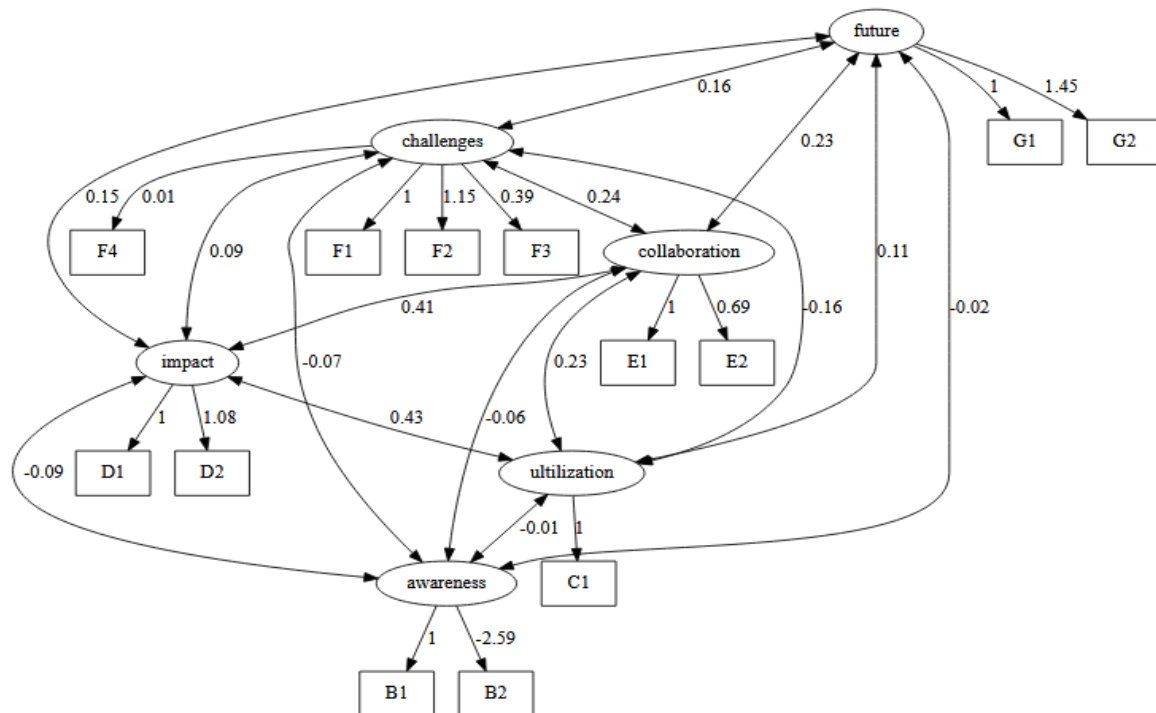 future
0.16
1
1.45
G1
G2
challenges
0.23
0.15
0.01
1
1.15
0.39
0.24
F4
F1
F2
F3
0.09
collaboration
0.11
0.41
1
0.69
-0.16
-0.02
impact
-0.07
E1
E2
0.23
1
1.08
0.43
-0.06
-0.09
D1
D2
ultilization
-0.01
1
awareness
C1
1
-2.59
B1
B2